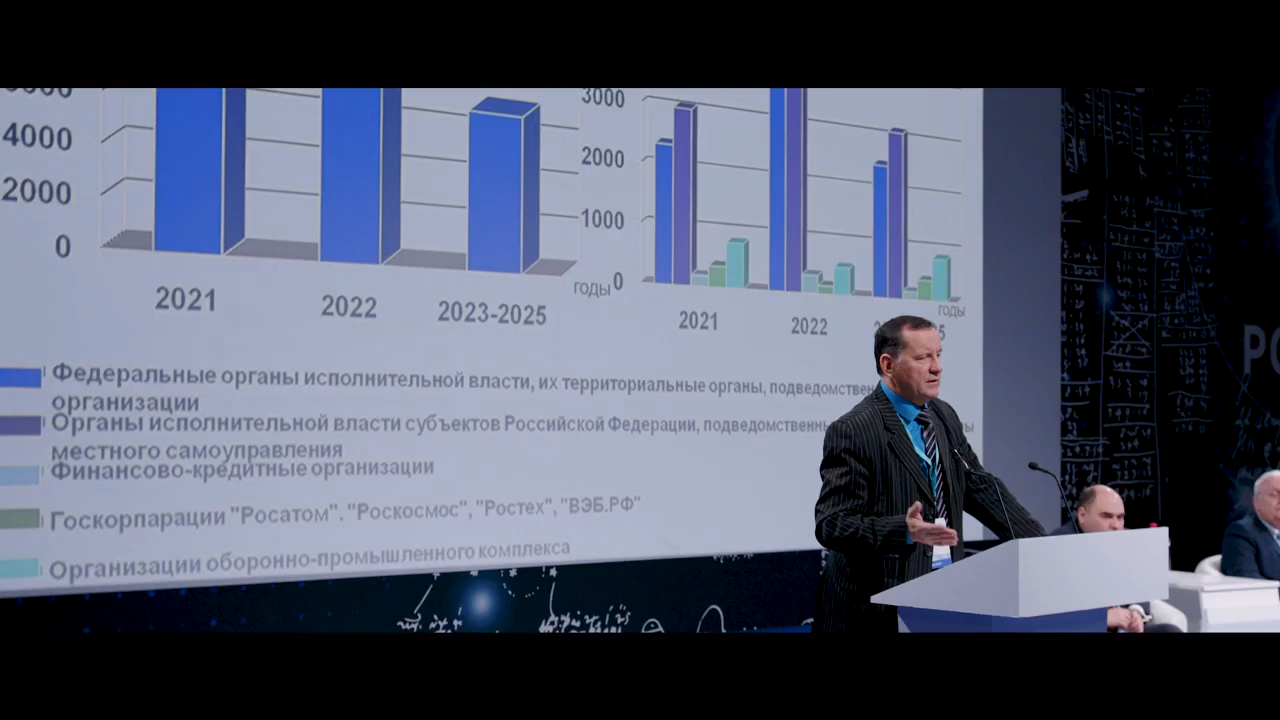 4000
2000
0
2021
2022
2023-2025
годы
3000
2000
1000
0
2021
2022
годы
Федеральные органы исполнительной власти, их территориальные органы,
организации
Органы исполнительной власти субъектов Российской Федерации,
местного самоуправления
Финансово-кредитные организации
Госкорпарации "Росатом". "Роскосмос", "Ростех", "ВЭБ.РФ"
Организации оборонно-промышленного комплекса